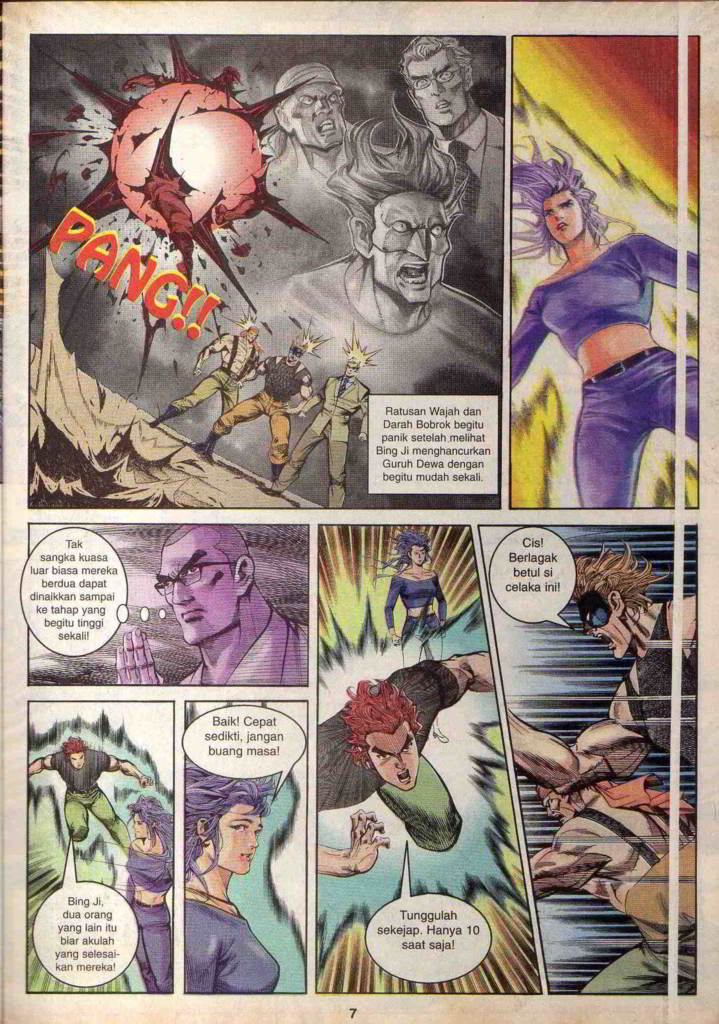 PANG!!
Ratusan Wajah dan
Darah Bobrok begitu
panik setelah melihat
Bing Ji menghancurkan
Guruh Dewa dengan
begitu mudah sekali.
Tak
sangka kuasa
luar biasa mereka
berdua dapat
dinaikkan sampai
ke tahap yang
begitu tinggi
sekali!
Bing Ji,
dua orang
yang lain itu
biar akulah
yang selesai-
kan mereka!
Baik! Cepat
sedikti, jangan
buang masa!
Tunggulah
sekejap. Hanya 10
saat saja!
Cis!
Berlagak
betul si
celaka ini!
7